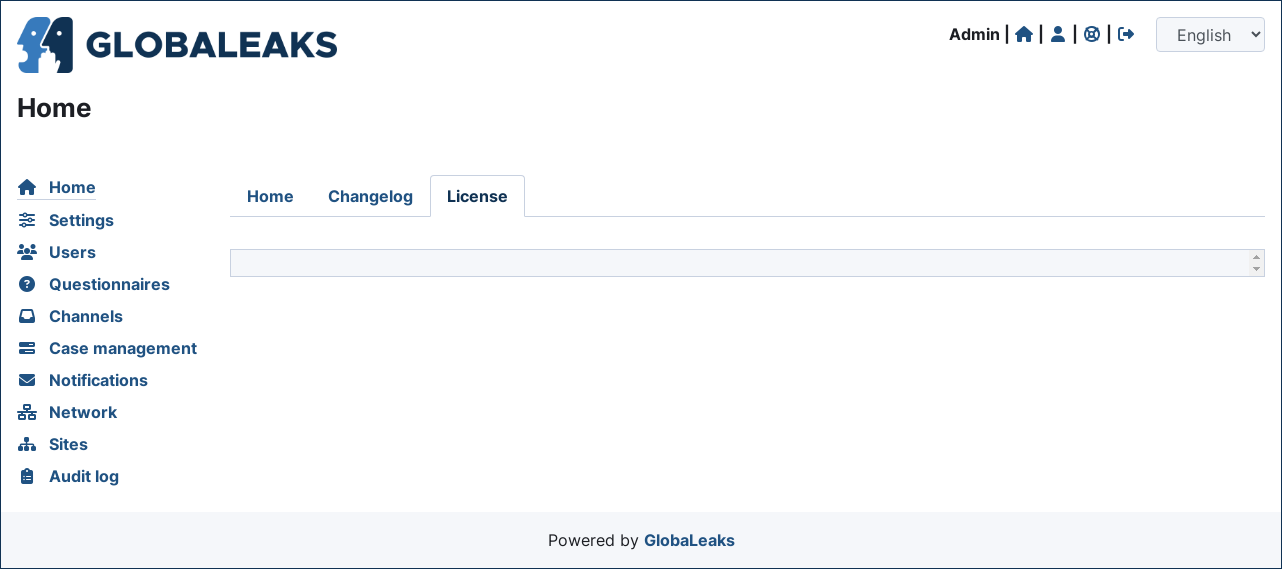 GLOBALEAKS
Admin | | | |
English
Home
Home
Settings
Users
Questionnaires
Channels
Case management
Notifications
Network
Sites
Audit log
Home Changelog License
Powered by GlobaLeaks